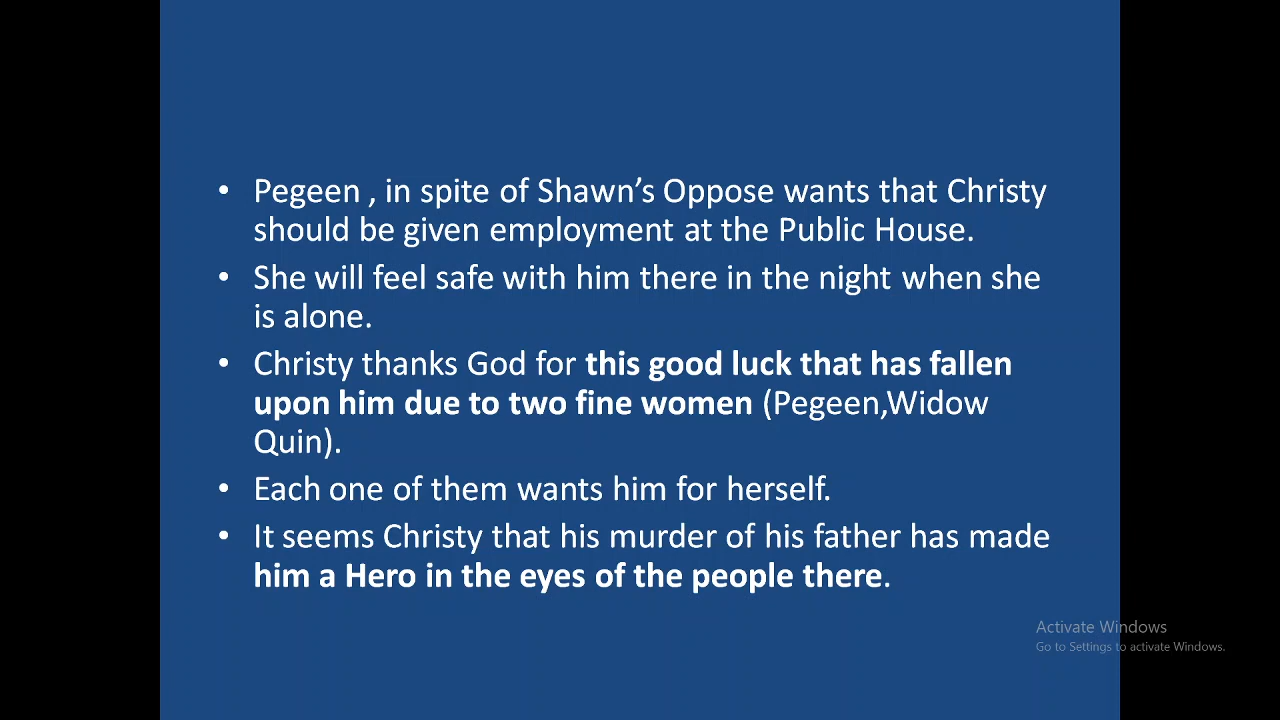 • Pegeen , in spite of Shawn’s Oppose wants that Christy
should be given employment at the Public House.
• She will feel safe with him there in the night when she
is alone.
• Christy thanks God for this good luck that has fallen
upon him due to two fine women (Pegeen,Widow
Quin).
• Each one of them wants him for herself.
• It seems Christy that his murder of his father has made
him a Hero in the eyes of the people there.
Activate Windows
Go to Settings to activate Windows.